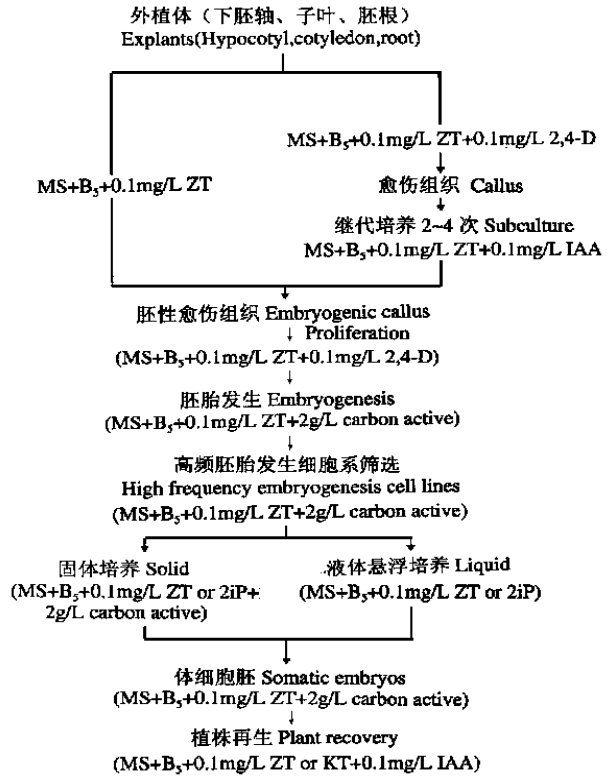 外植体（下胚轴、子叶、胚根）
Explants(Hypocotyl,cotyledon,root)
MS+B₅+0.1mg/L ZT+0.1mg/L 2,4-D
MS+B₅+0.1mg/L ZT
愈伤组织 Callus
继代培养 2~4 次 Subculture
MS+B₅+0.1mg/L ZT+0.1mg/L IAA
胚性愈伤组织 Embryogenic callus
Proliferation
(MS+B₅+0.1mg/L ZT+0.1mg/L 2,4-D)
胚胎发生 Embryogenesis
(MS+B₅+0.1mg/L ZT+2g/L carbon active)
高频胚胎发生细胞系筛选
High frequency embryogenesis cell lines
(MS+B₅+0.1mg/L ZT+2g/L carbon active)
固体培养 Solid
(MS+B₅+0.1mg/L ZT or 2iP+
2g/L carbon active)
液体悬浮培养 Liquid
(MS+B₅+0.1mg/L ZT or 2iP)
体细胞胚 Somatic embryos
(MS+B₅+0.1mg/L ZT+2g/L carbon active)
植株再生 Plant recovery
(MS+B₅+0.1mg/L ZT or KT+0.1mg/L IAA)